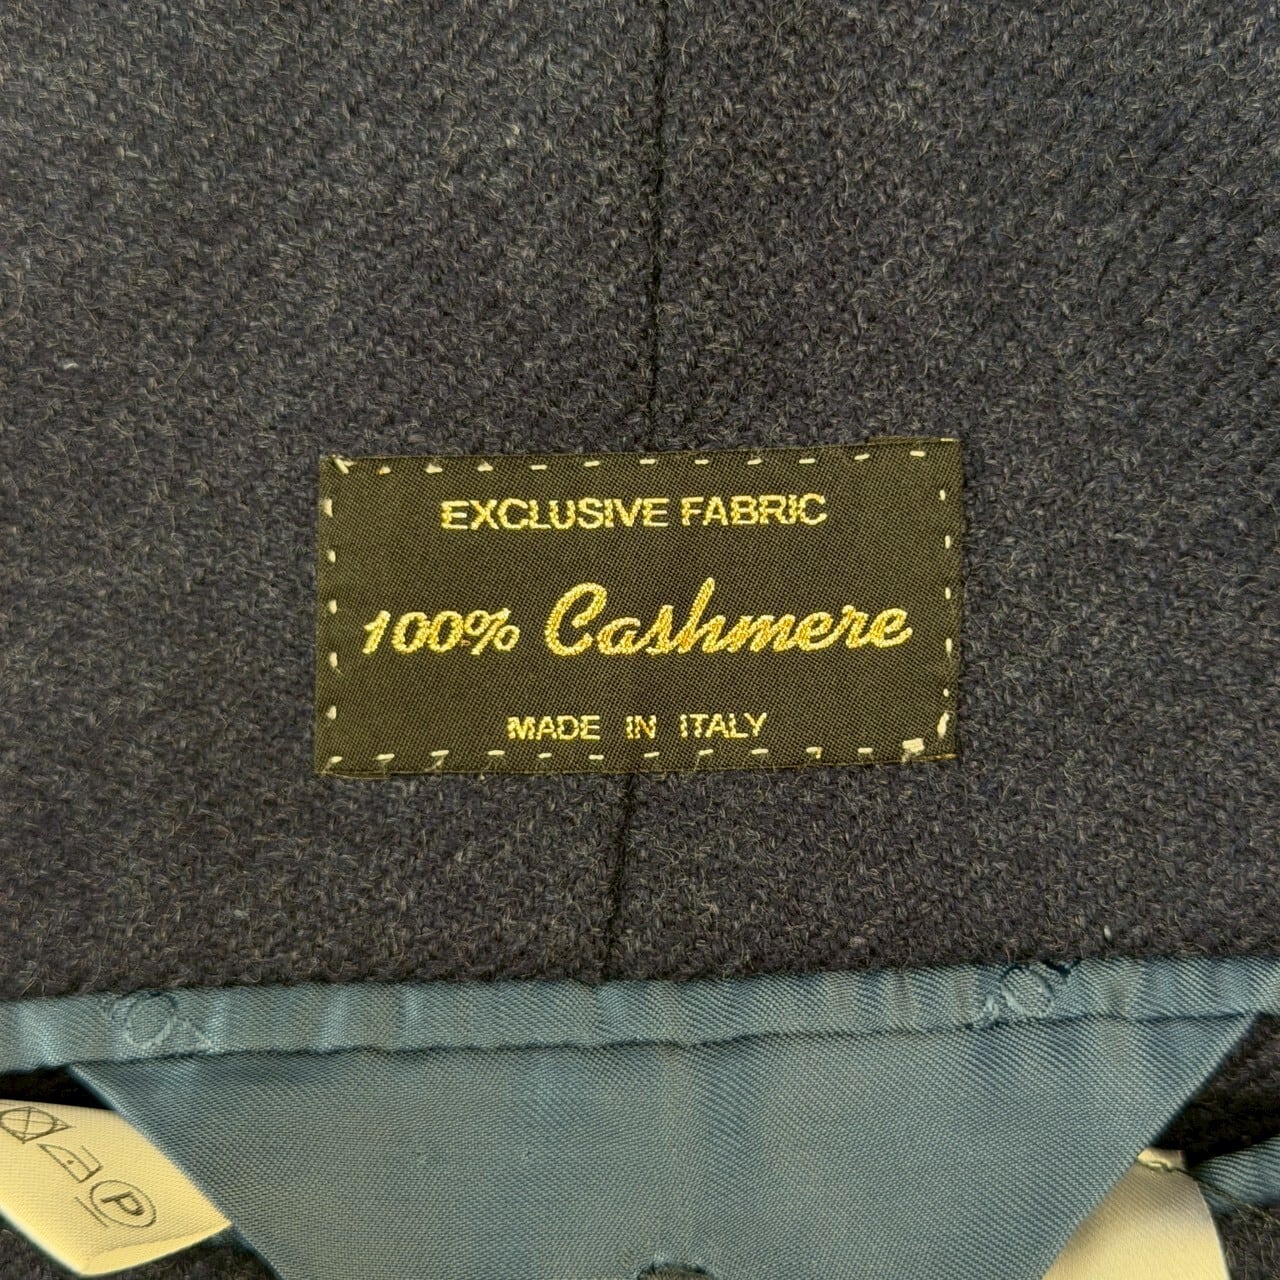 EXCLUSIVE FABRIC
100% Cashmere
MADE IN ITALY
P